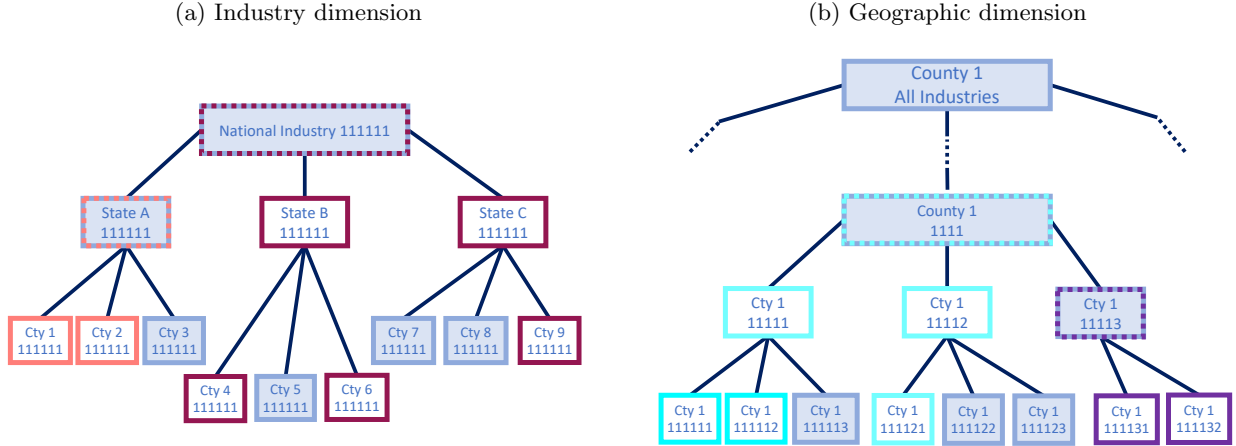 (a) Industry dimension
National Industry 111111
State A
111111
State B
111111
State C
111111
Cty 1
111111
Cty 2
111111
Cty 3
111111
Cty 7
111111
Cty 8
111111
Cty 9
111111
Cty 4
111111
Cty 5
111111
Cty 6
111111
(b) Geographic dimension
County 1
All Industries
County 1
1111
Cty 1
11111
Cty 1
11112
Cty 1
11113
Cty 1
111111
Cty 1
111112
Cty 1
111113
Cty 1
111121
Cty 1
111122
Cty 1
111123
Cty 1
111131
Cty 1
111132